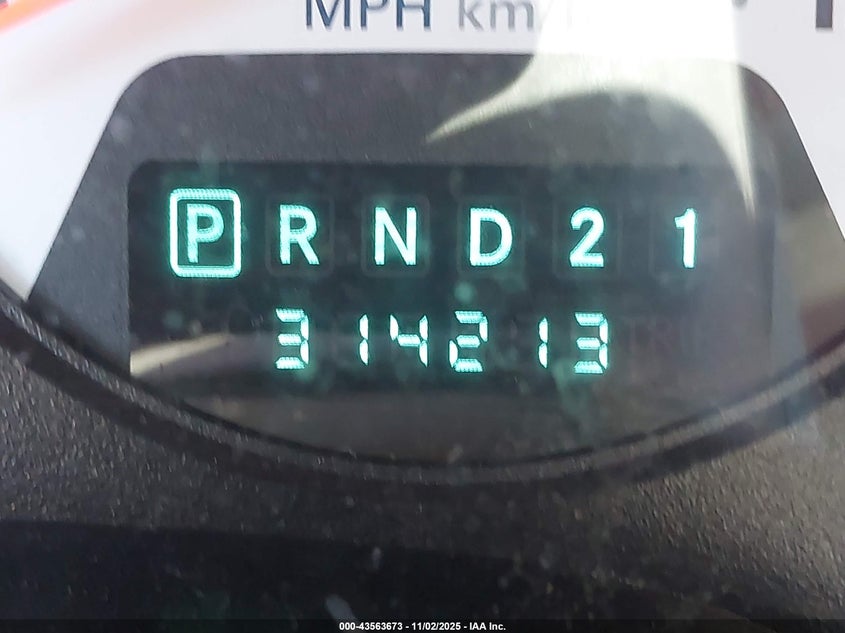 MPH km/
P R N D 2 1
314213
000-43563673 - 11/02/2025 - IAA Inc.